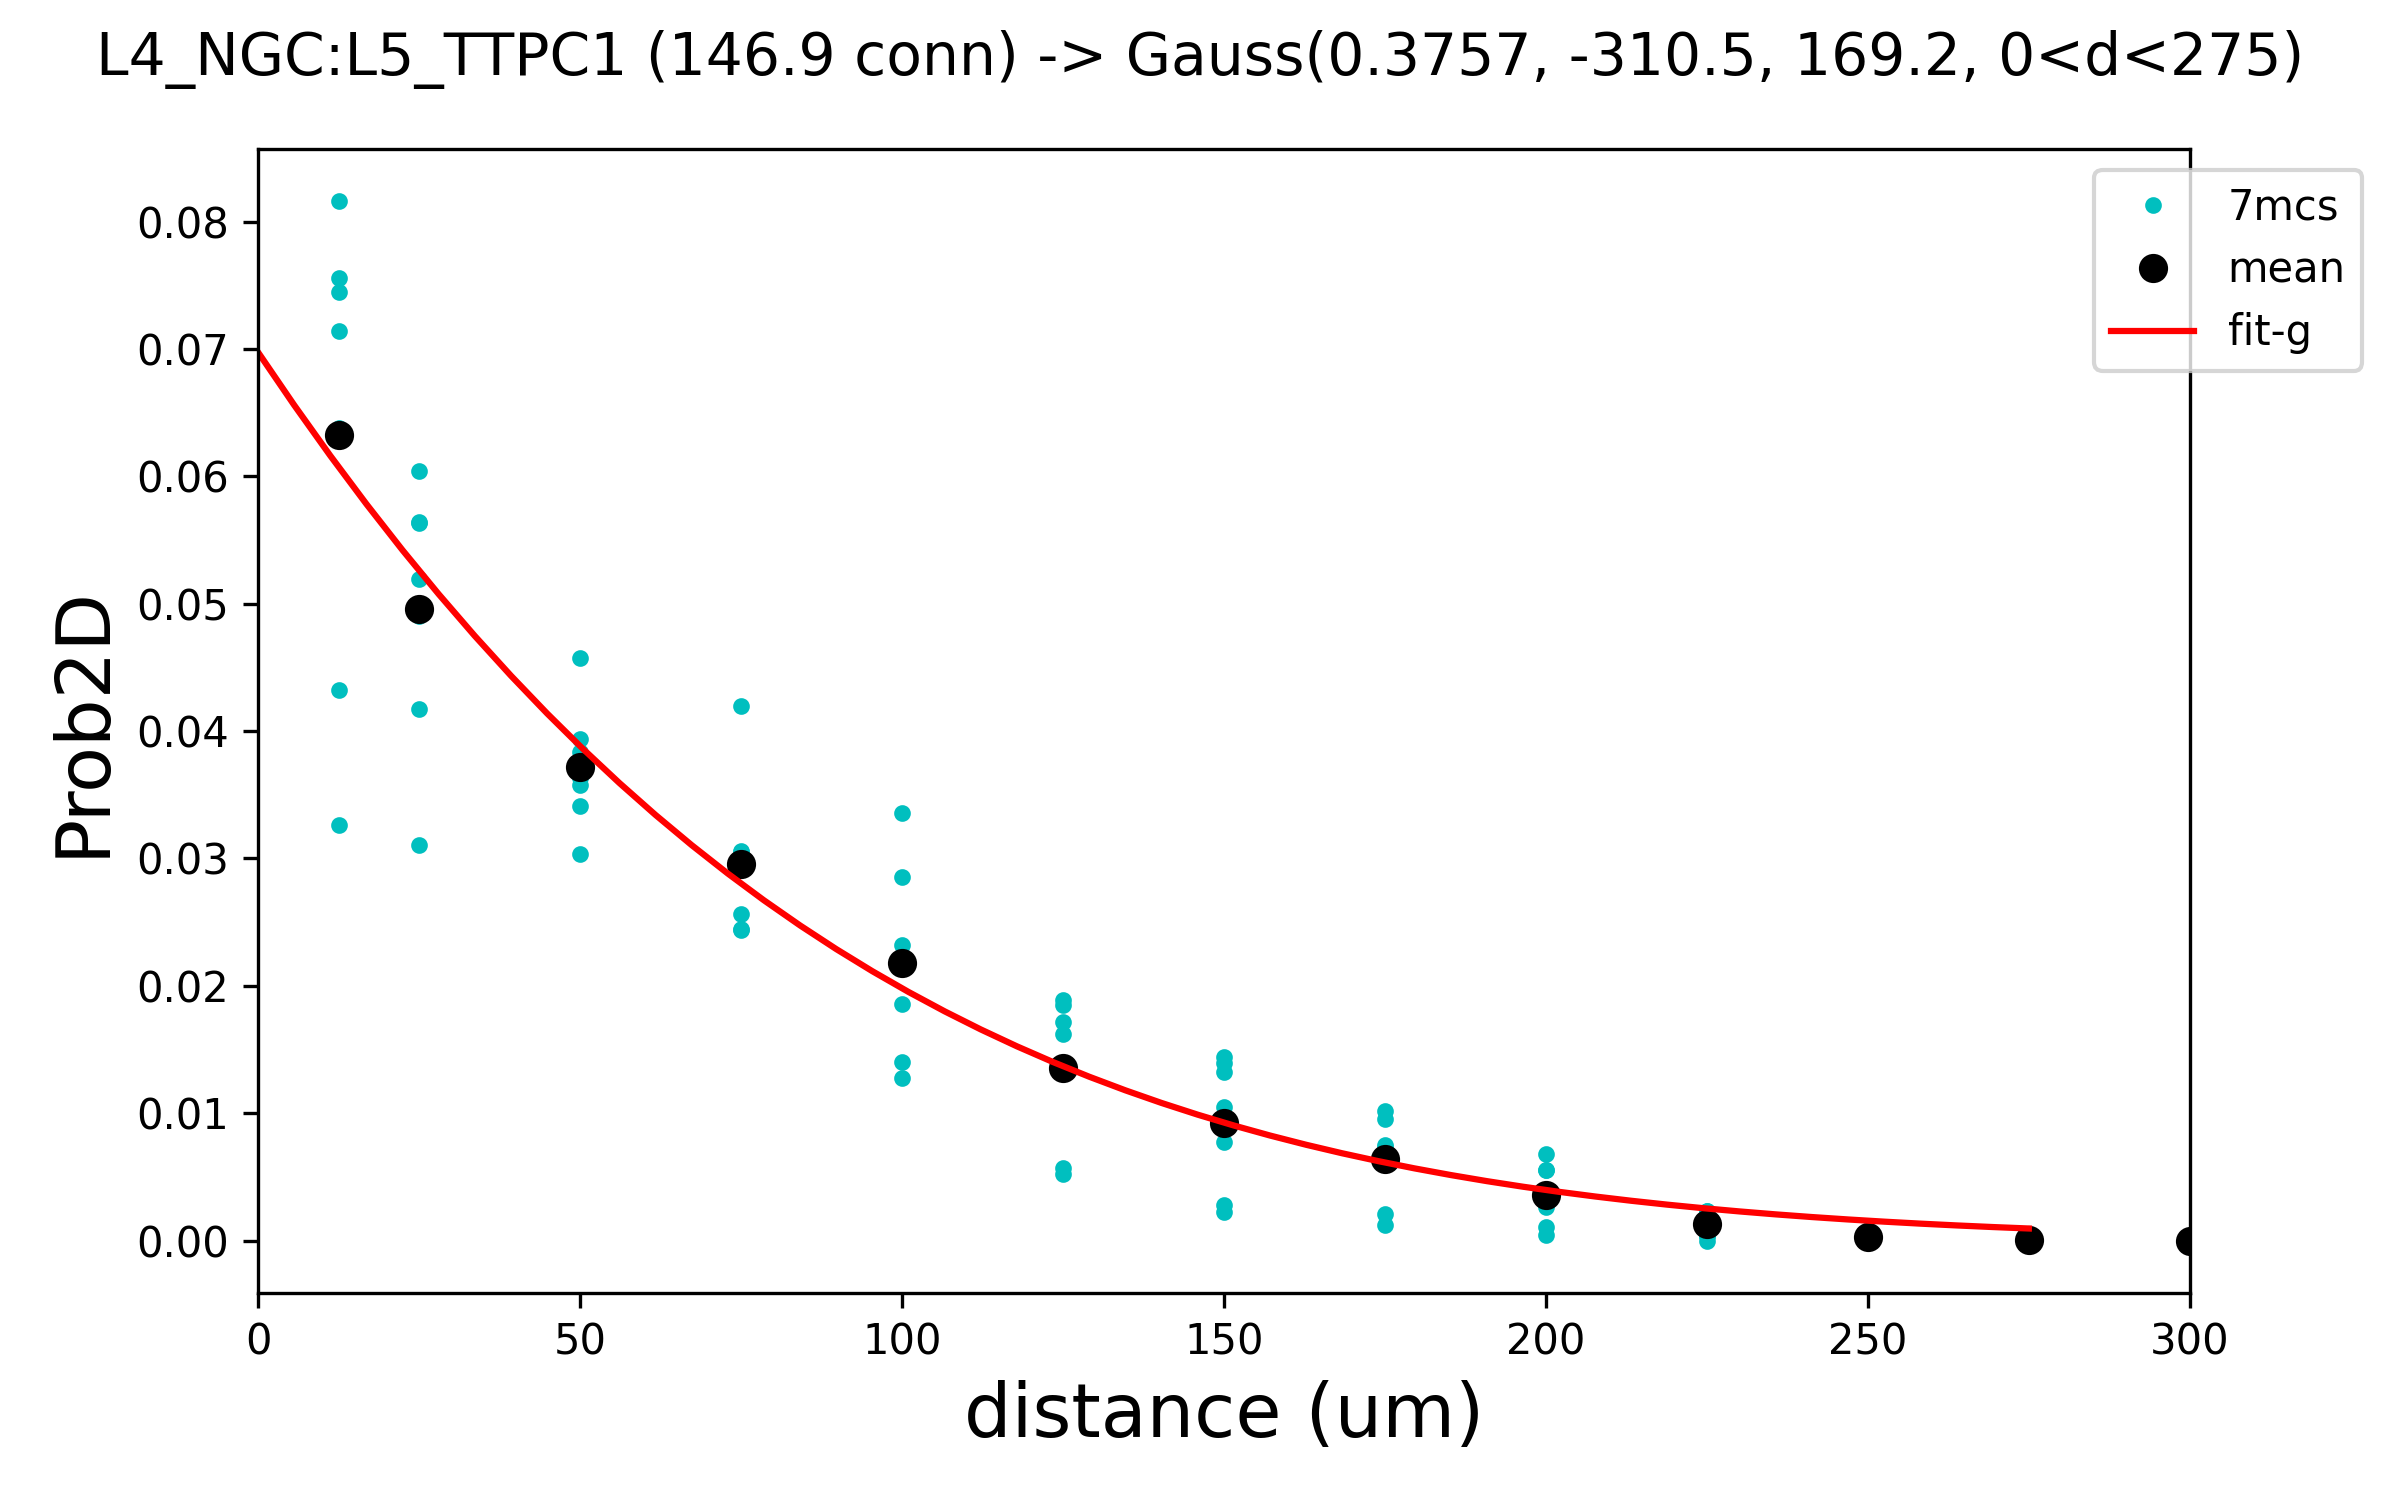 L4_NGC:L5_TTPC1 (146.9 conn) -> Gauss(0.3757, -310.5, 169.2, 0<d<275)
7mcs
mean
fit-g
Prob2D
0.08
0.07
0.06
0.05
0.04
0.03
0.02
0.01
0.00
0 50 100 150 200 250 300
distance (um)